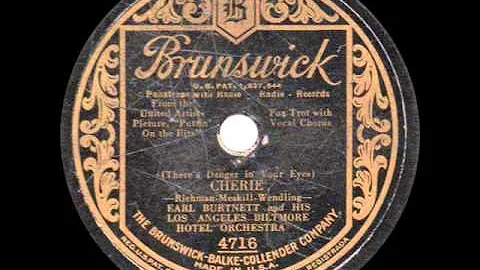 B
Brunswick
U.S. PAT. 1,637,544
Panatrope with Radio - Radio - Records
From the United Artists Picture, "Puttin' On the Ritz"
Fox Trot with Vocal Chorus
(There's Danger in Your Eyes)
CHERIE
-Richman-Meskill-Wendling-
EARL BURTNETT and HIS
LOS ANGELES BILTMORE
HOTEL ORCHESTRA
4716
THE BRUNSWICK-BALKE-COLLENDER COMPANY.
MADE IN U.S.A.
REGISTRADA